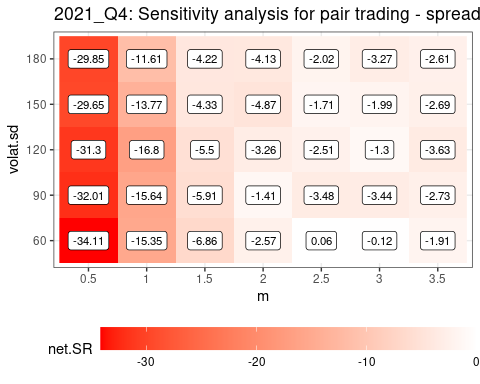 2021_Q4: Sensitivity analysis for pair trading - spread
volat.sd
180 -29.85 -11.61 -4.22 -4.13 -2.02 -3.27 -2.61
150 -29.65 -13.77 -4.33 -4.87 -1.71 -1.99 -2.69
120 -31.3 -16.8 -5.5 -3.26 -2.51 -1.3 -3.63
90 -32.01 -15.64 -5.91 -1.41 -3.48 -3.44 -2.73
60 -34.11 -15.35 -6.86 -2.57 0.06 -0.12 -1.91
0.5 1 1.5 2 2.5 3 3.5
m
net.SR
-30 -20 -10 0